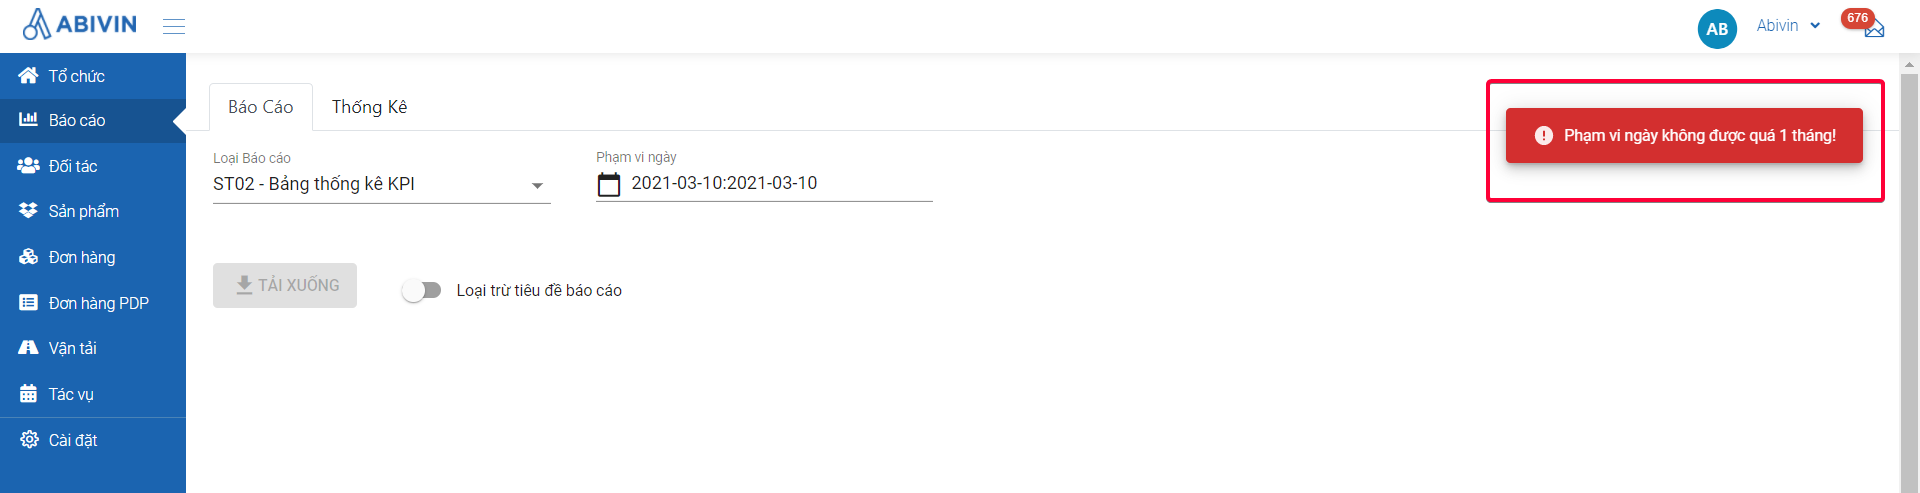 ABIVIN
AB
Abivin
676
Tổ chức
Báo cáo
Đối tác
Sản phẩm
Đơn hàng
Đơn hàng PDP
Vận tải
Tác vụ
Cài đặt
Báo Cáo
Thống Kê
Phạm vi ngày không được quá 1 tháng!
Loại Báo cáo
ST02 - Bảng thống kê KPI
Phạm vi ngày
2021-03-10:2021-03-10
TẢI XUỐNG
Loại trừ tiêu đề báo cáo